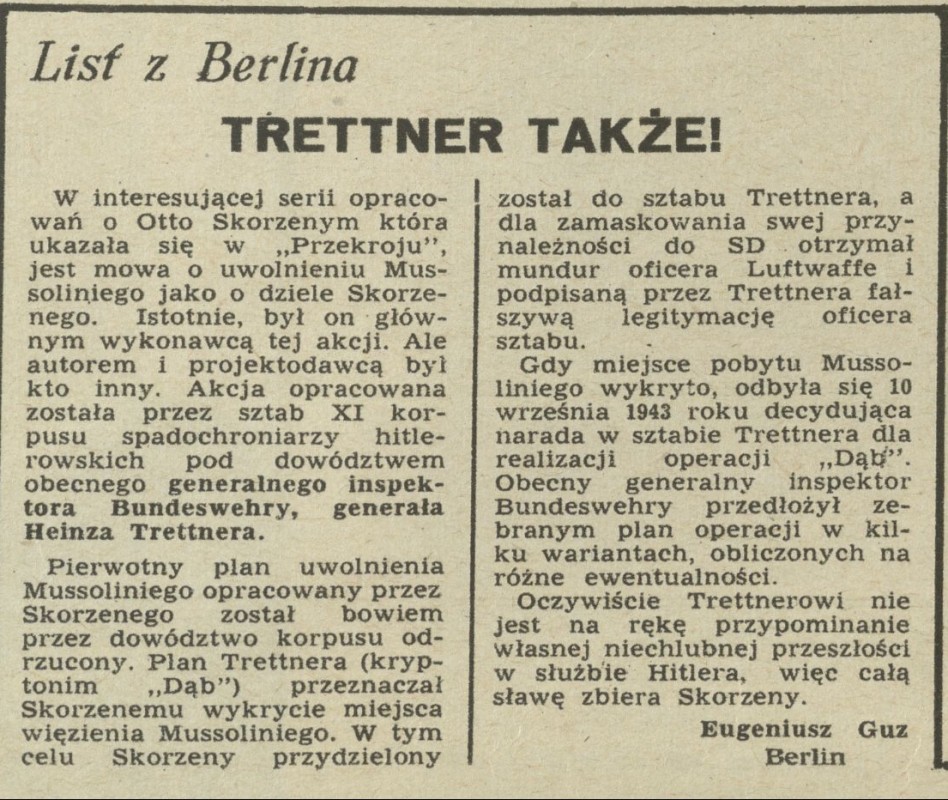 List z Berlina
TRETTNER TAKŻE!
W interesującej serii opraco-
wań o Otto Skorzenym która
ukazała się w „Przekroju”,
jest mowa o uwolnieniu Mus-
soliniego jako o dziele Skorze-
nego. Istotnie, był on głów-
nym wykonawcą tej akcji. Ale
autorem i projektodawcą był
kto inny. Akcja opracowana
została przez sztab XI kor-
pusu spadochroniarzy hitle-
rowskich pod dowództwem
obecnego generalnego inspek-
tora Bundeswehry, generała
Heinza Trettnera.
Pierwotny plan uwolnienia
Mussoliniego opracowany przez
Skorzenego został bowiem
przez dowództwo korpusu od-
rzucony. Plan Trettnera (kryp-
tonim „Dąb”) przeznaczał
Skorzenemu wykrycie miejsca
więzienia Mussoliniego. W tym
celu Skorzeny przydzielony
został do sztabu Trettnera, a
dla zamaskowania swej przy-
należności do SD otrzymał
mundur oficera Luftwaffe i
podpisaną przez Trettnera fał-
szywą legitymację oficera
sztabu.
Gdy miejsce pobytu Musso-
liniego wykryto, odbyła się 10
września 1943 roku decydująca
narada w sztabie Trettnera dla
realizacji operacji „Dąb”.
Obecny generalny inspektor
Bundeswehry przedłożył ze-
branym plan operacji w kil-
ku wariantach, obliczonych na
różne ewentualności.
Oczywiście Trettnerowi nie
jest na rękę przypominanie
własnej niechlubnej przeszłości
w służbie Hitlera, więc całą
sławę zbiera Skorzeny.
Eugeniusz Guz
Berlin